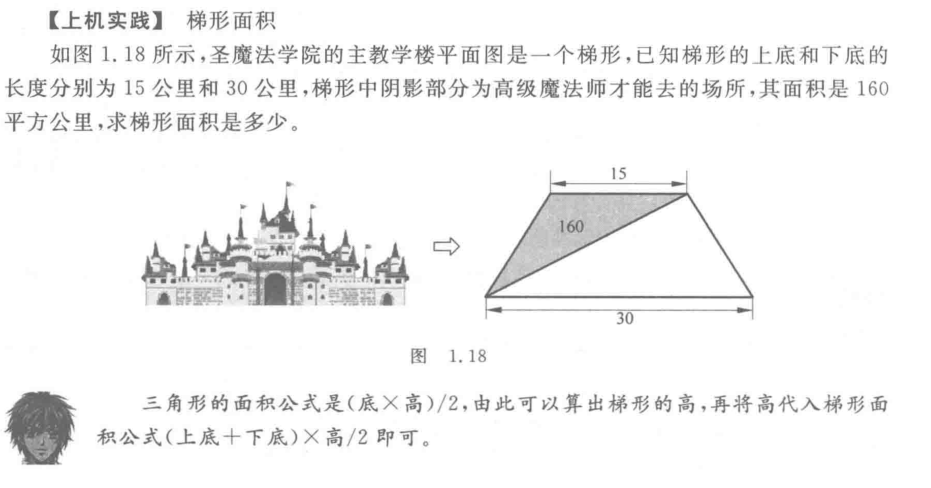 【上机实践】 梯形面积
如图 1.18 所示,圣魔法学院的主教学楼平面图是一个梯形,已知梯形的上底和下底的
长度分别为 15 公里和 30 公里,梯形中阴影部分为高级魔法师才能去的场所,其面积是 160
平方公里,求梯形面积是多少。
15
160
30
图 1.18
三角形的面积公式是(底×高)/2,由此可以算出梯形的高,再将高代入梯形面
积公式(上底+下底)×高/2 即可。